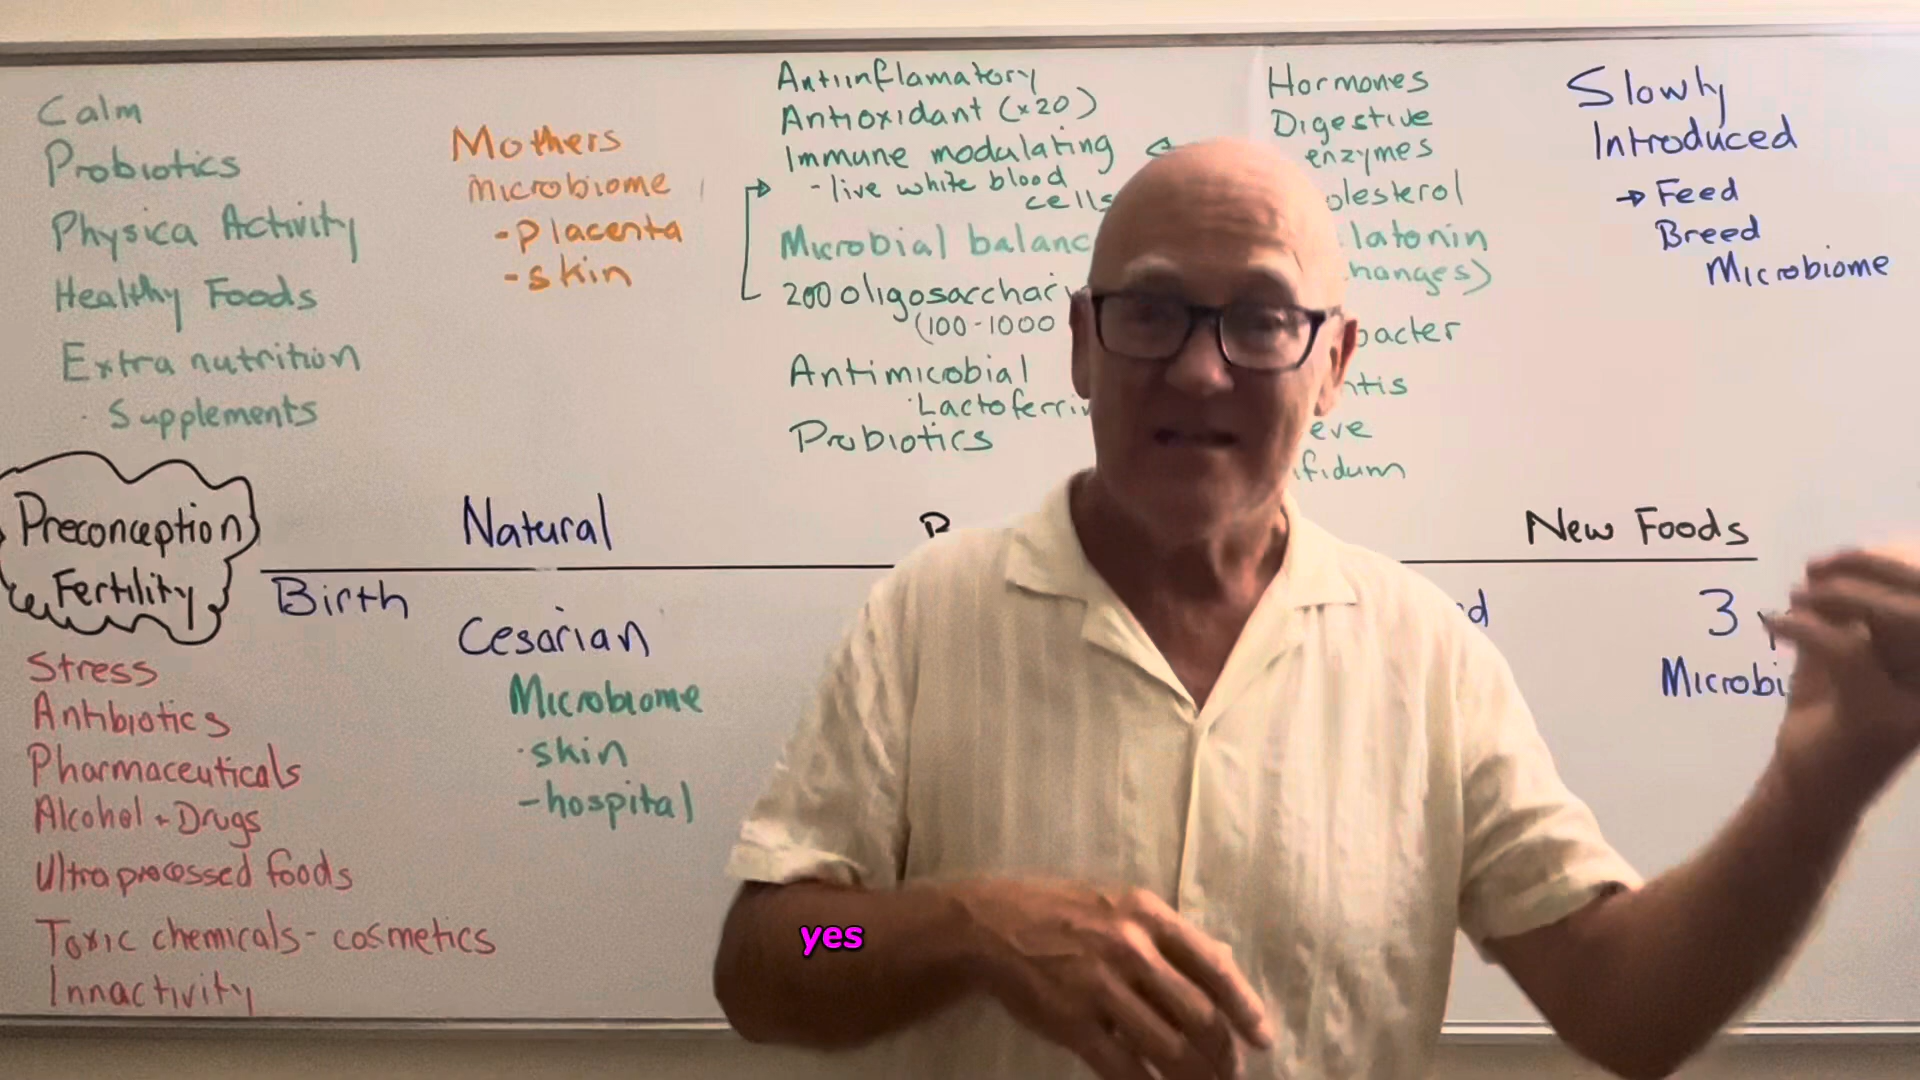 Calm
Probiotics
Physica Activity
Healthy Foods
Extra nutrition
· Supplements
Preconception
Fertility
Stress
Antibiotics
Pharmaceuticals
Alcohol + Drugs
Ultraprocessed foods
Toxic chemicals - cosmetics
Innactivity
Mothers
microbiome
- placenta
- skin
Natural
Birth
Cesarian
Microbiome
· skin
- hospital
Antiinflamatory
Antioxidant (x20)
Immune modulating
- live white blood
cells
Microbial balanc
200 oligosacchari
(100-1000
Antimicobial
· Lactoferrin
Probiotics
Hormones
Digestive
enzymes
olesterol
latonin
hanges)
bacter
ntis
eve
ifidum
Slowly
Introduced
→ Feed
Breed
Microbiome
New Foods
3 y
Microbi
yes